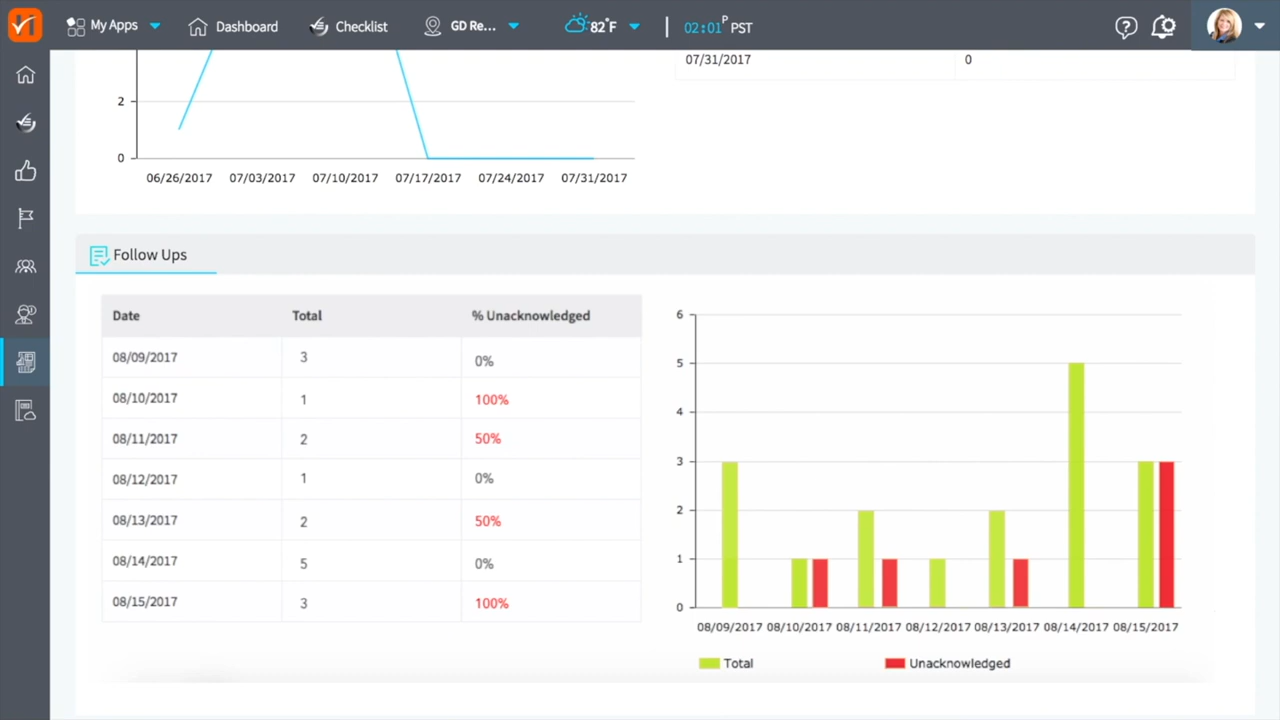 My Apps Dashboard Checklist GD Re... 82°F 02:01 P PST
07/31/2017 0
2
0
06/26/2017 07/03/2017 07/10/2017 07/17/2017 07/24/2017 07/31/2017
Follow Ups
Date Total % Unacknowledged
08/09/2017 3 0%
08/10/2017 1 100%
08/11/2017 2 50%
08/12/2017 1 0%
08/13/2017 2 50%
08/14/2017 5 0%
08/15/2017 3 100%
6
5
4
3
2
1
0
08/09/2017 08/10/2017 08/11/2017 08/12/2017 08/13/2017 08/14/2017 08/15/2017
Total Unacknowledged